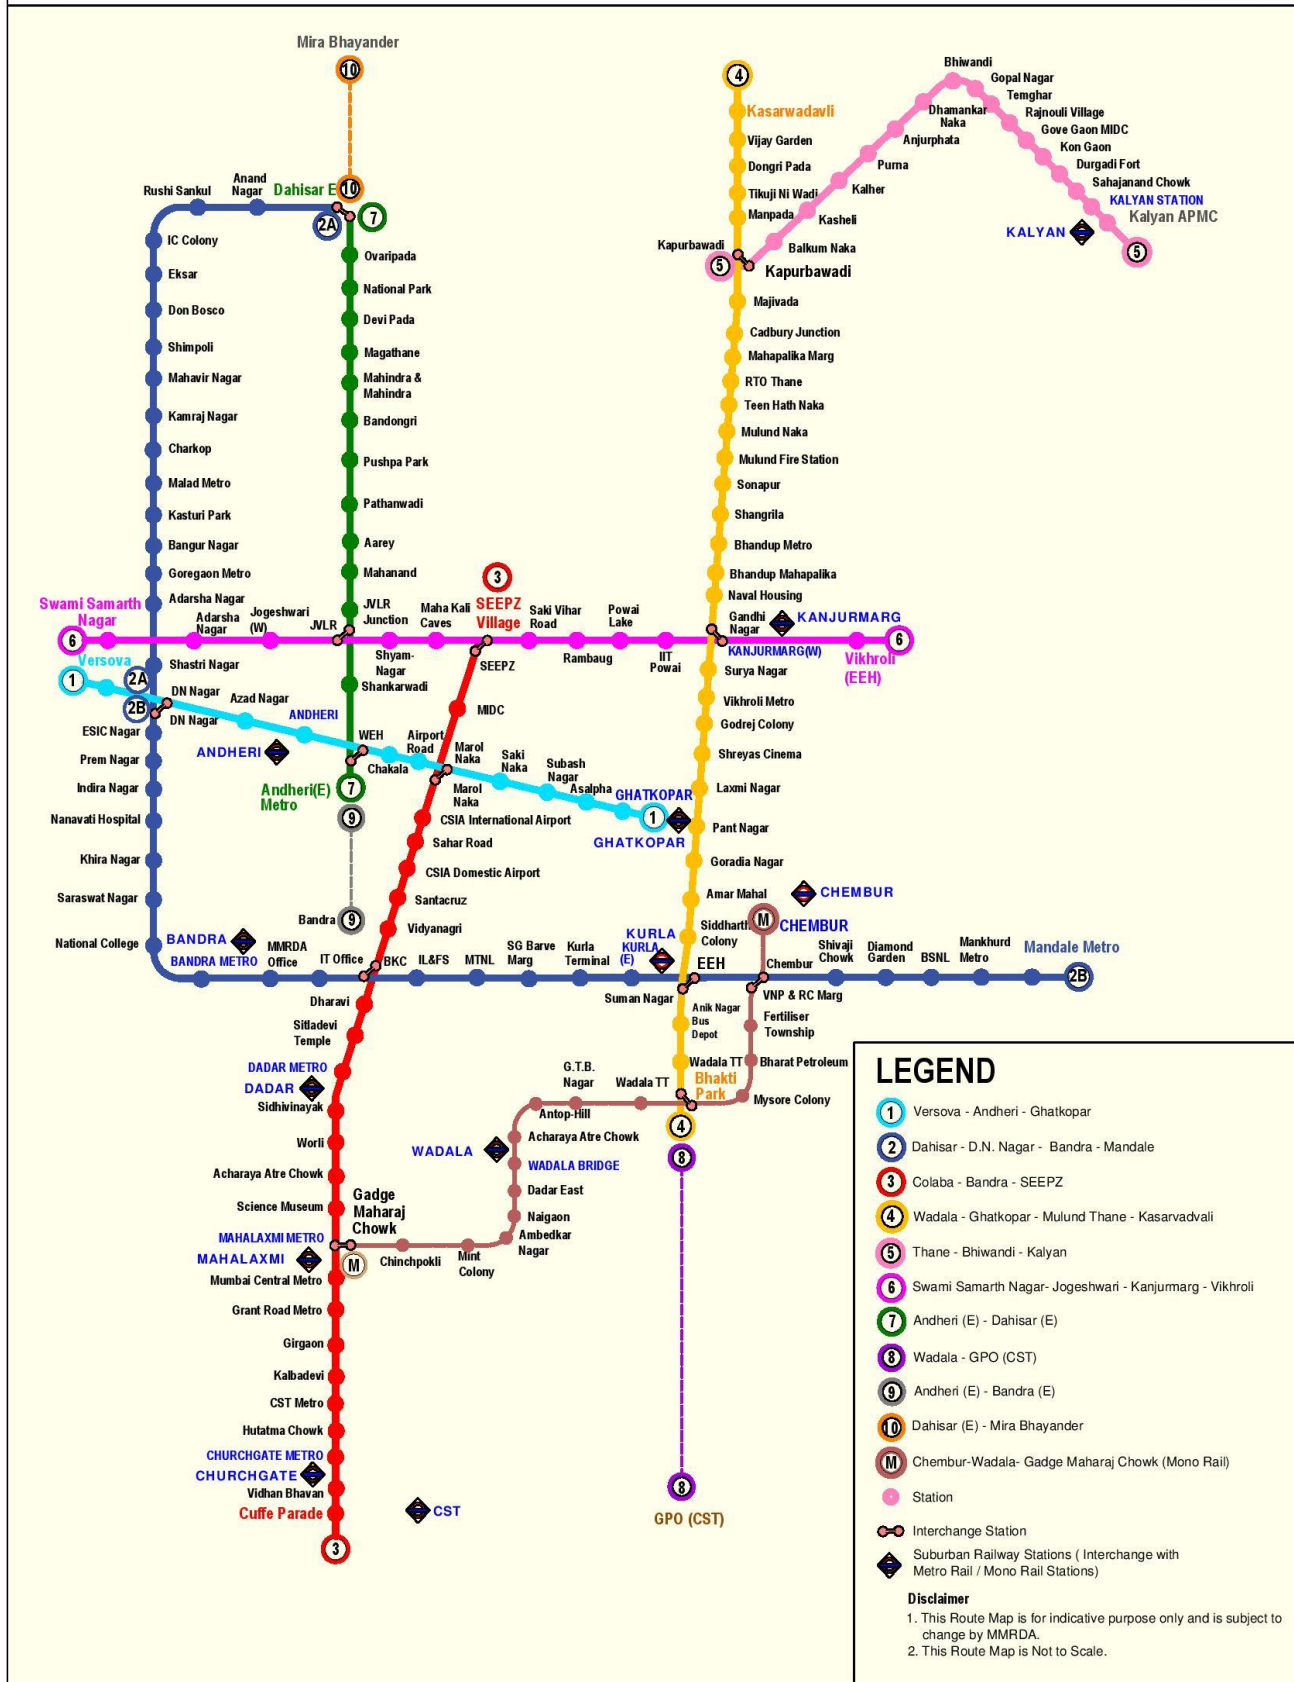 Mira Bhayander
10
10
Dahisar E
2A
7
Rushi Sankul
Anand
Nagar
IC Colony
Eksar
Don Bosco
Shimpoli
Mahavir Nagar
Kamraj Nagar
Charkop
Malad Metro
Kasturi Park
Bangur Nagar
Goregaon Metro
Adarsha Nagar
Shastri Nagar
2A
2B
DN Nagar
DN Nagar
ESIC Nagar
Prem Nagar
Indira Nagar
Nanavati Hospital
Khira Nagar
Saraswat Nagar
National College
BANDRA
BANDRA METRO
MMRDA
Office
IT Office
BKC
IL&FS
MTNL
SG Barve
Marg
Kurla
Terminal
KURLA
KURLA
(E)
EEH
Suman Nagar
Chembur
VNP & RC Marg
Shivaji
Chowk
Diamond
Garden
BSNL
Mankhurd
Metro
Mandale Metro
2B
Ovaripada
National Park
Devi Pada
Magathane
Mahindra &
Mahindra
Bandongri
Pushpa Park
Pathanwadi
Aarey
Mahanand
JVLR
Junction
JVLR
Shankarwadi
WEH
Andheri(E)
Metro
7
9
Bandra
9
Swami Samarth
Nagar
6
Adarsha
Nagar
Jogeshwari
(W)
Shyam-
Nagar
Maha Kali
Caves
3
SEEPZ
Village
SEEPZ
Saki Vihar
Road
Rambaug
Powai
Lake
IIT
Powai
Gandhi
Nagar
KANJURMARG
KANJURMARG(W)
Vikhroli
(EEH)
6
Versova
1
Azad Nagar
ANDHERI
ANDHERI
Chakala
Airport
Road
Marol
Naka
Marol
Naka
Saki
Naka
Subash
Nagar
Asalpha
GHATKOPAR
1
GHATKOPAR
MIDC
CSIA International Airport
Sahar Road
CSIA Domestic Airport
Santacruz
Vidyanagri
Dharavi
Sitladevi
Temple
DADAR METRO
DADAR
Sidhivinayak
Worli
Acharaya Atre Chowk
Science Museum
Gadge
Maharaj
Chowk
MAHALAXMI METRO
MAHALAXMI
M
Mumbai Central Metro
Grant Road Metro
Girgaon
Kalbadevi
CST Metro
Hutatma Chowk
CHURCHGATE METRO
CHURCHGATE
Vidhan Bhavan
Cuffe Parade
3
CST
4
Kasarwadavli
Vijay Garden
Dongri Pada
Tikuji Ni Wadi
Manpada
Kapurbawadi
5
Kapurbawadi
Majivada
Cadbury Junction
Mahapalika Marg
RTO Thane
Teen Hath Naka
Mulund Naka
Mulund Fire Station
Sonapur
Shangrila
Bhandup Metro
Bhandup Mahapalika
Naval Housing
Surya Nagar
Vikhroli Metro
Godrej Colony
Shreyas Cinema
Laxmi Nagar
Pant Nagar
Goradia Nagar
Amar Mahal
Siddharth
Colony
Anik Nagar
Bus
Depot
Wadala TT
Bhakti
Park
4
8
8
GPO (CST)
Bhiwandi
Gopal Nagar
Temghar
Rajnouli Village
Gove Gaon MIDC
Kon Gaon
Durgadi Fort
Sahajanand Chowk
KALYAN STATION
Kalyan APMC
KALYAN
5
Dhamankar
Naka
Anjurphata
Purna
Kalher
Kasheli
Balkum Naka
CHEMBUR
M
CHEMBUR
Fertiliser
Township
Bharat Petroleum
Mysore Colony
Wadala TT
G.T.B.
Nagar
Antop-Hill
Acharaya Atre Chowk
WADALA
WADALA BRIDGE
Dadar East
Naigaon
Ambedkar
Nagar
Mint
Colony
Chinchpokli
LEGEND
1 Versova - Andheri - Ghatkopar
2 Dahisar - D.N. Nagar - Bandra - Mandale
3 Colaba - Bandra - SEEPZ
4 Wadala - Ghatkopar - Mulund Thane - Kasarvadvali
5 Thane - Bhiwandi - Kalyan
6 Swami Samarth Nagar- Jogeshwari - Kanjurmarg - Vikhroli
7 Andheri (E) - Dahisar (E)
8 Wadala - GPO (CST)
9 Andheri (E) - Bandra (E)
10 Dahisar (E) - Mira Bhayander
M Chembur-Wadala- Gadge Maharaj Chowk (Mono Rail)
Station
Interchange Station
Suburban Railway Stations ( Interchange with
Metro Rail / Mono Rail Stations)
Disclaimer
1. This Route Map is for indicative purpose only and is subject to
change by MMRDA.
2. This Route Map is Not to Scale.